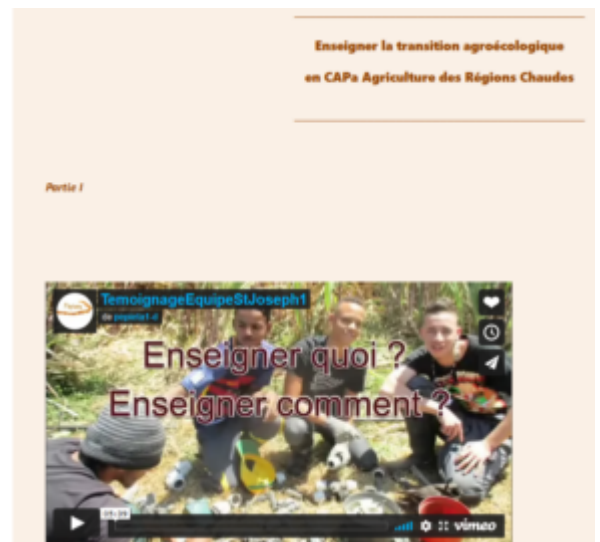 Enseigner la transition agroécologique
en CAPa Agriculture des Régions Chaudes
Partie I
TemoignageEquipeStJoseph1
de
Enseigner quoi ?
Enseigner comment ?
05:39
vimeo